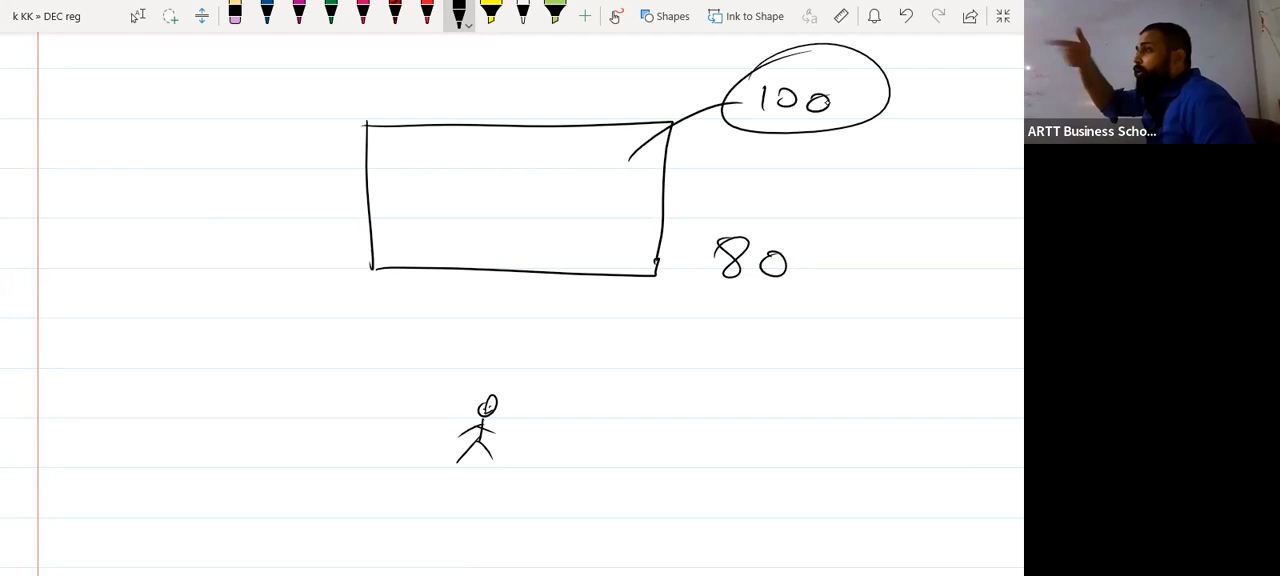 k KK » DEC reg
Shapes
Ink to Shape
ARTT Business Scho...
100
80